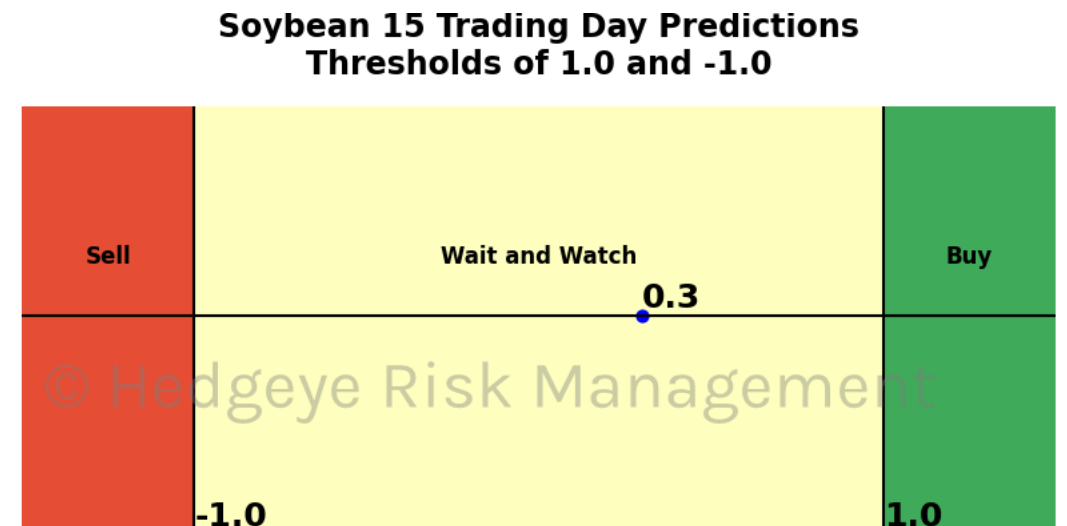 Soybean 15 Trading Day Predictions
Thresholds of 1.0 and -1.0
Sell
Wait and Watch
Buy
0.3
© Hedgeye Risk Management
-1.0
1.0